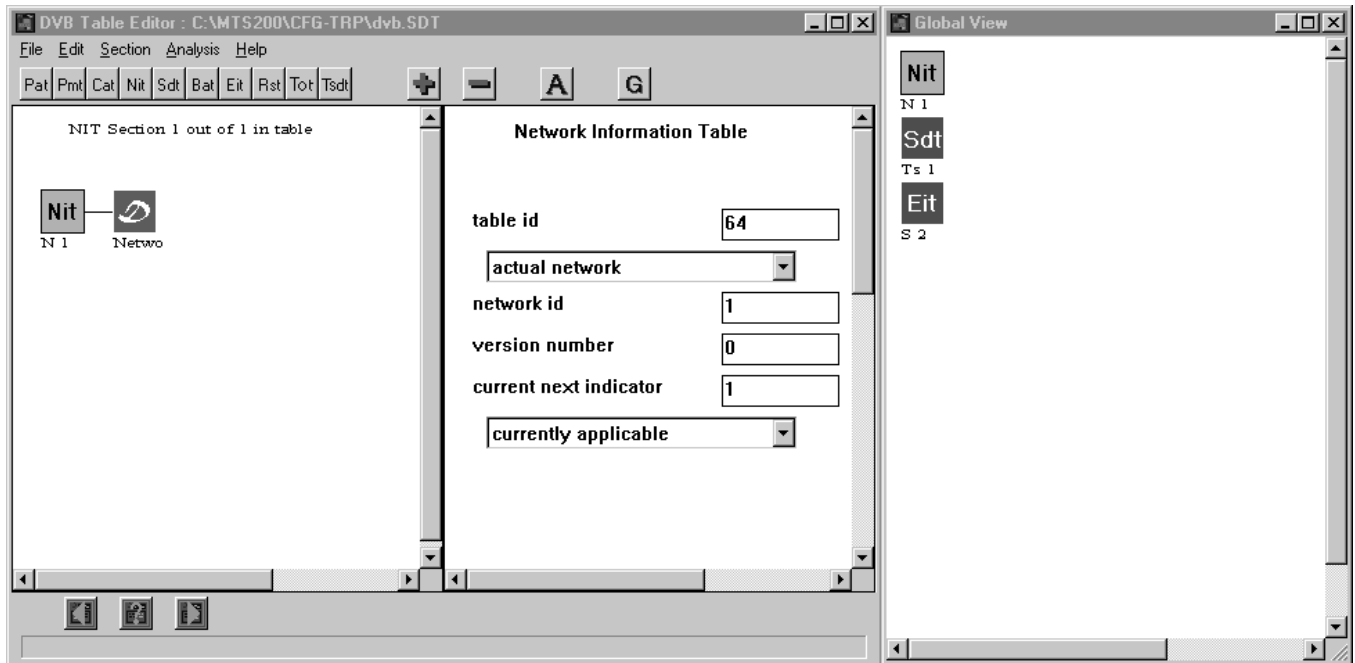 DVB Table Editor : C:\MTS200\CFG-TRP\dvb.SDT
File Edit Section Analysis Help
Pat Pmt Cat Nit Sdt Bat Eit Rst Tot Tsdt A G
NIT Section 1 out of 1 in table
Nit
N 1 Netwo
Network Information Table
table id 64
actual network
network id 1
version number 0
current next indicator 1
currently applicable
Global View
Nit
N 1
Sdt
Ts 1
Eit
S 2